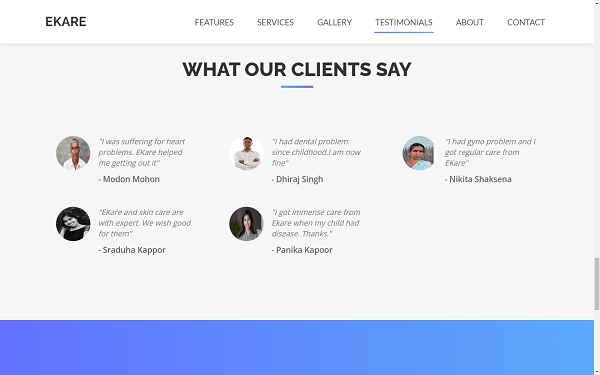 EKARE
FEATURES SERVICES GALLERY TESTIMONIALS ABOUT CONTACT
WHAT OUR CLIENTS SAY
"I was suffering for heart
problems. EKare helped
me getting out it"
- Modon Mohon
"I had dental problem
since childhood.I am now
fine"
- Dhiraj Singh
"I had gyno problem and I
got regular care from
EKare"
- Nikita Shaksena
"EKare and skin care are
with expert. We wish good
for them"
- Sraduha Kappor
"I got immense care from
Ekare when my child had
disease. Thanks."
- Panika Kapoor